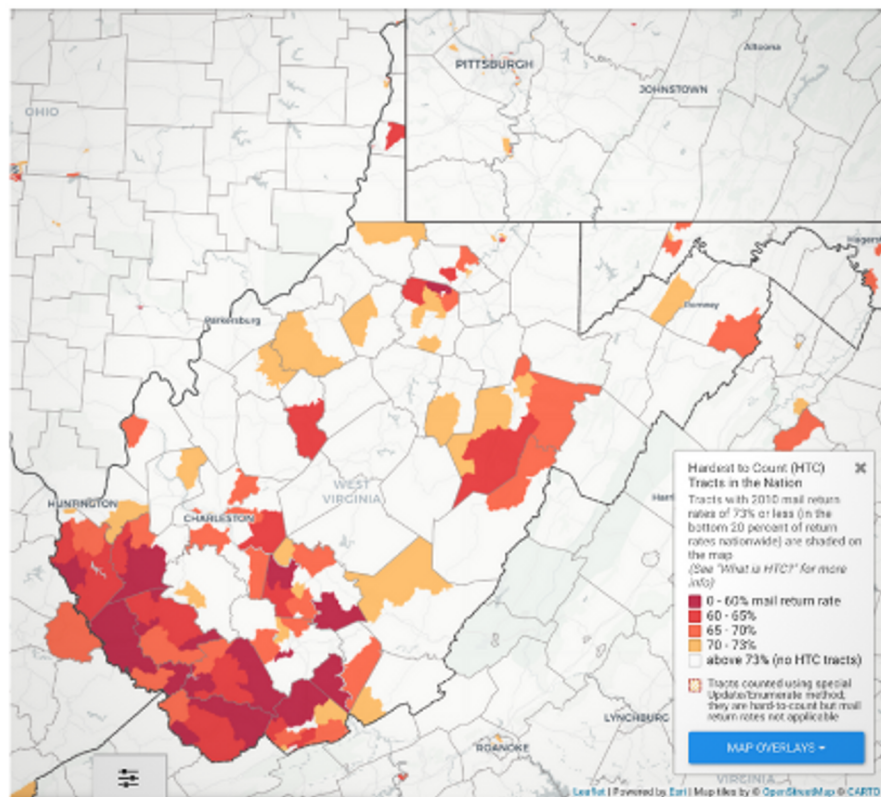 OHIO
PITTSBURGH
Altoona
JOHNSTOWN
Parkersburg
Romney
HUNTINGTON
CHARLESTON
WEST
VIRGINIA
ROANOKE
LYNCHBURG
VIRGINIA
Hardest to Count (HTC)
Tracts in the Nation
Tracts with 2010 mail return
rates of 73% or less (in the
bottom 20 percent of return
rates nationwide) are shaded on
the map
(See "What is HTC?" for more
info)
0 - 60% mail return rate
60 - 65%
65 - 70%
70 - 73%
above 73% (no HTC tracts)
Tracts counted using special
Update/Enumerate method;
they are hard-to-count but mail
return rates not applicable
MAP OVERLAYS
Leaflet | Powered by Esri | Map tiles by © OpenStreetMap © CARTO